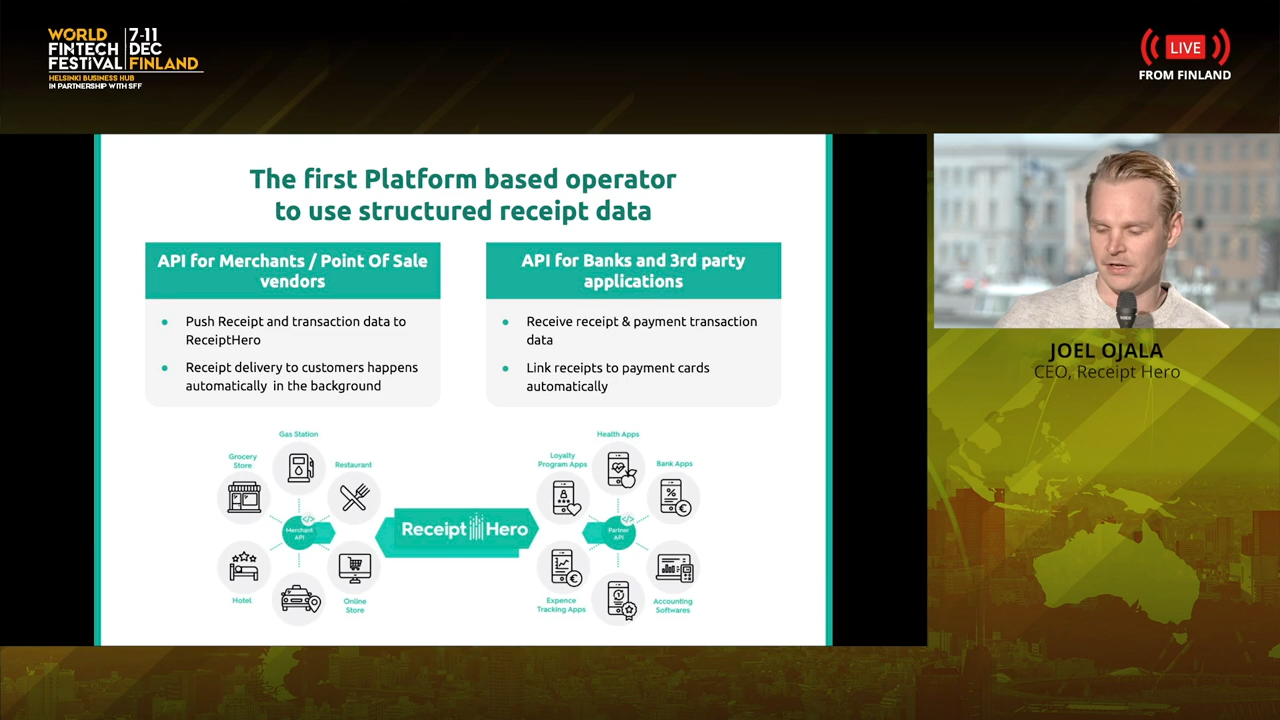 WORLD
FINTECH
FESTIVAL
7-11
DEC
FINLAND
HELSINKI BUSINESS HUB
IN PARTNERSHIP WITH SFF
LIVE
FROM FINLAND
The first Platform based operator
to use structured receipt data
API for Merchants / Point Of Sale
vendors
Push Receipt and transaction data to
ReceiptHero
Receipt delivery to customers happens
automatically in the background
API for Banks and 3rd party
applications
Receive receipt & payment transaction
data
Link receipts to payment cards
automatically
JOEL OJALA
CEO, Receipt Hero
Gas Station
Grocery
Store
Restaurant
Merchant
API
Hotel
Online
Store
Receipt Hero
Health Apps
Loyalty
Program Apps
Bank Apps
Partner
API
Expence
Tracking Apps
Accounting
Softwares